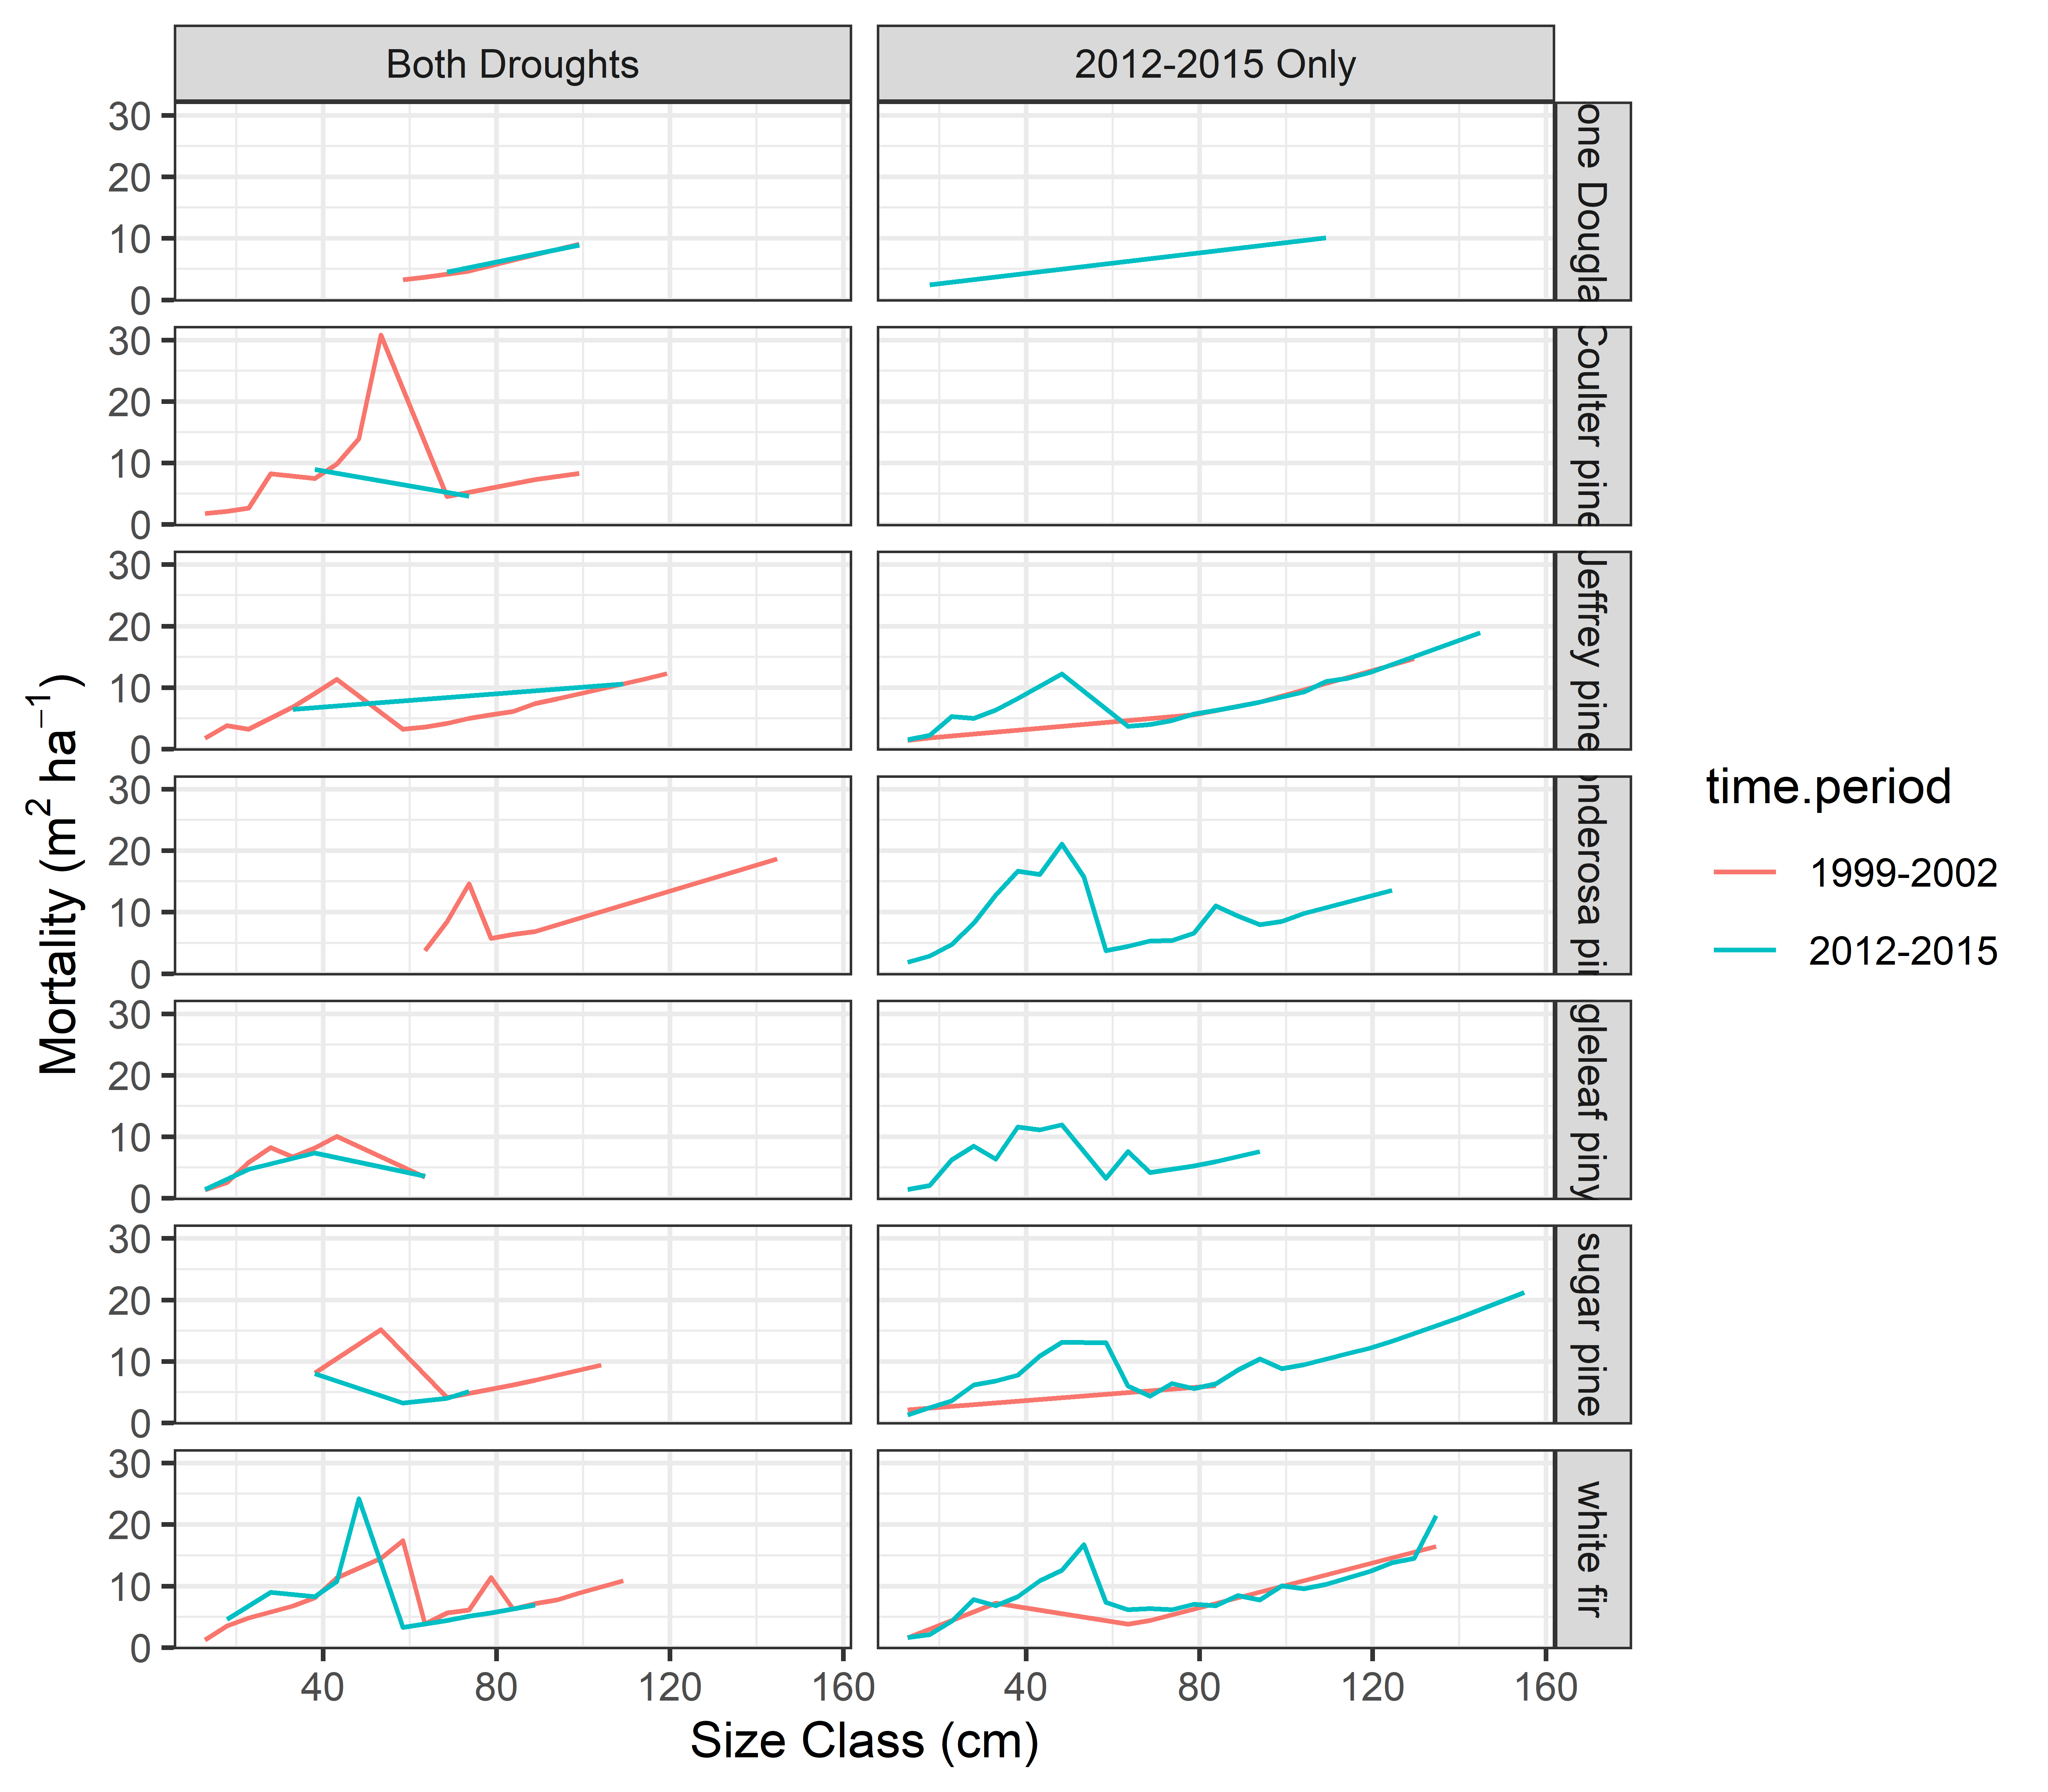 Both Droughts 2012-2015 Only
30
20
10
0
one Dougla
30
20
10
0
Coulter pine
30
20
10
0
Jeffrey pine
30
20
10
0
onderosa pin
30
20
10
0
gleleaf piny
30
20
10
0
sugar pine
30
20
10
0
white fir
40 80 120 160 40 80 120 160
Size Class (cm)
Mortality (m² ha⁻¹)
time.period
1999-2002
2012-2015